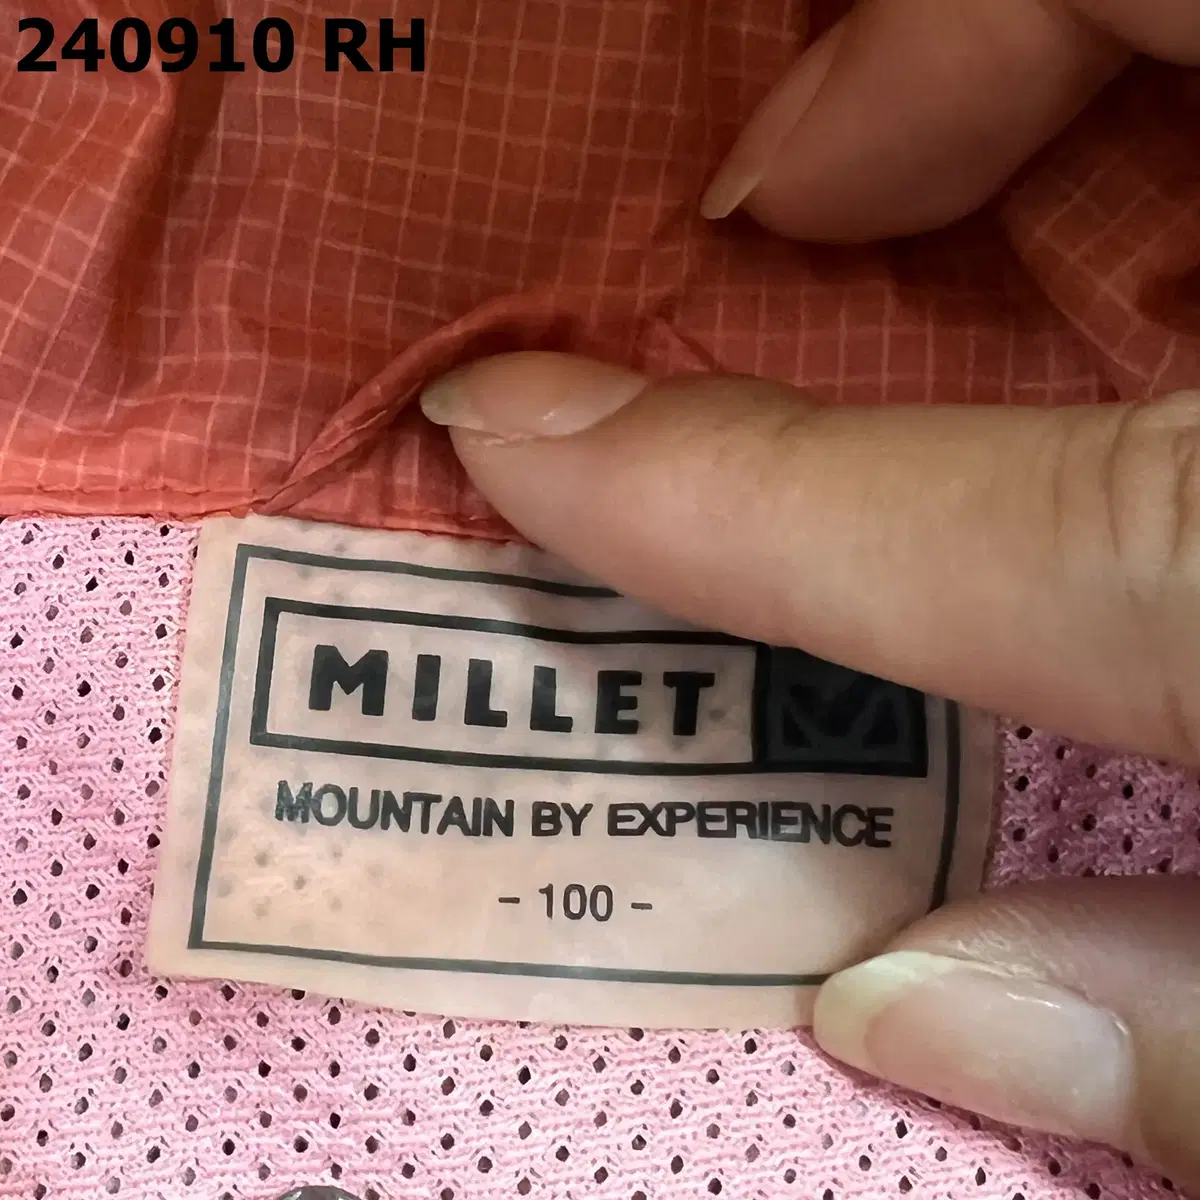 240910 RH
MILLET
MOUNTAIN BY EXPERIENCE
- 100 -